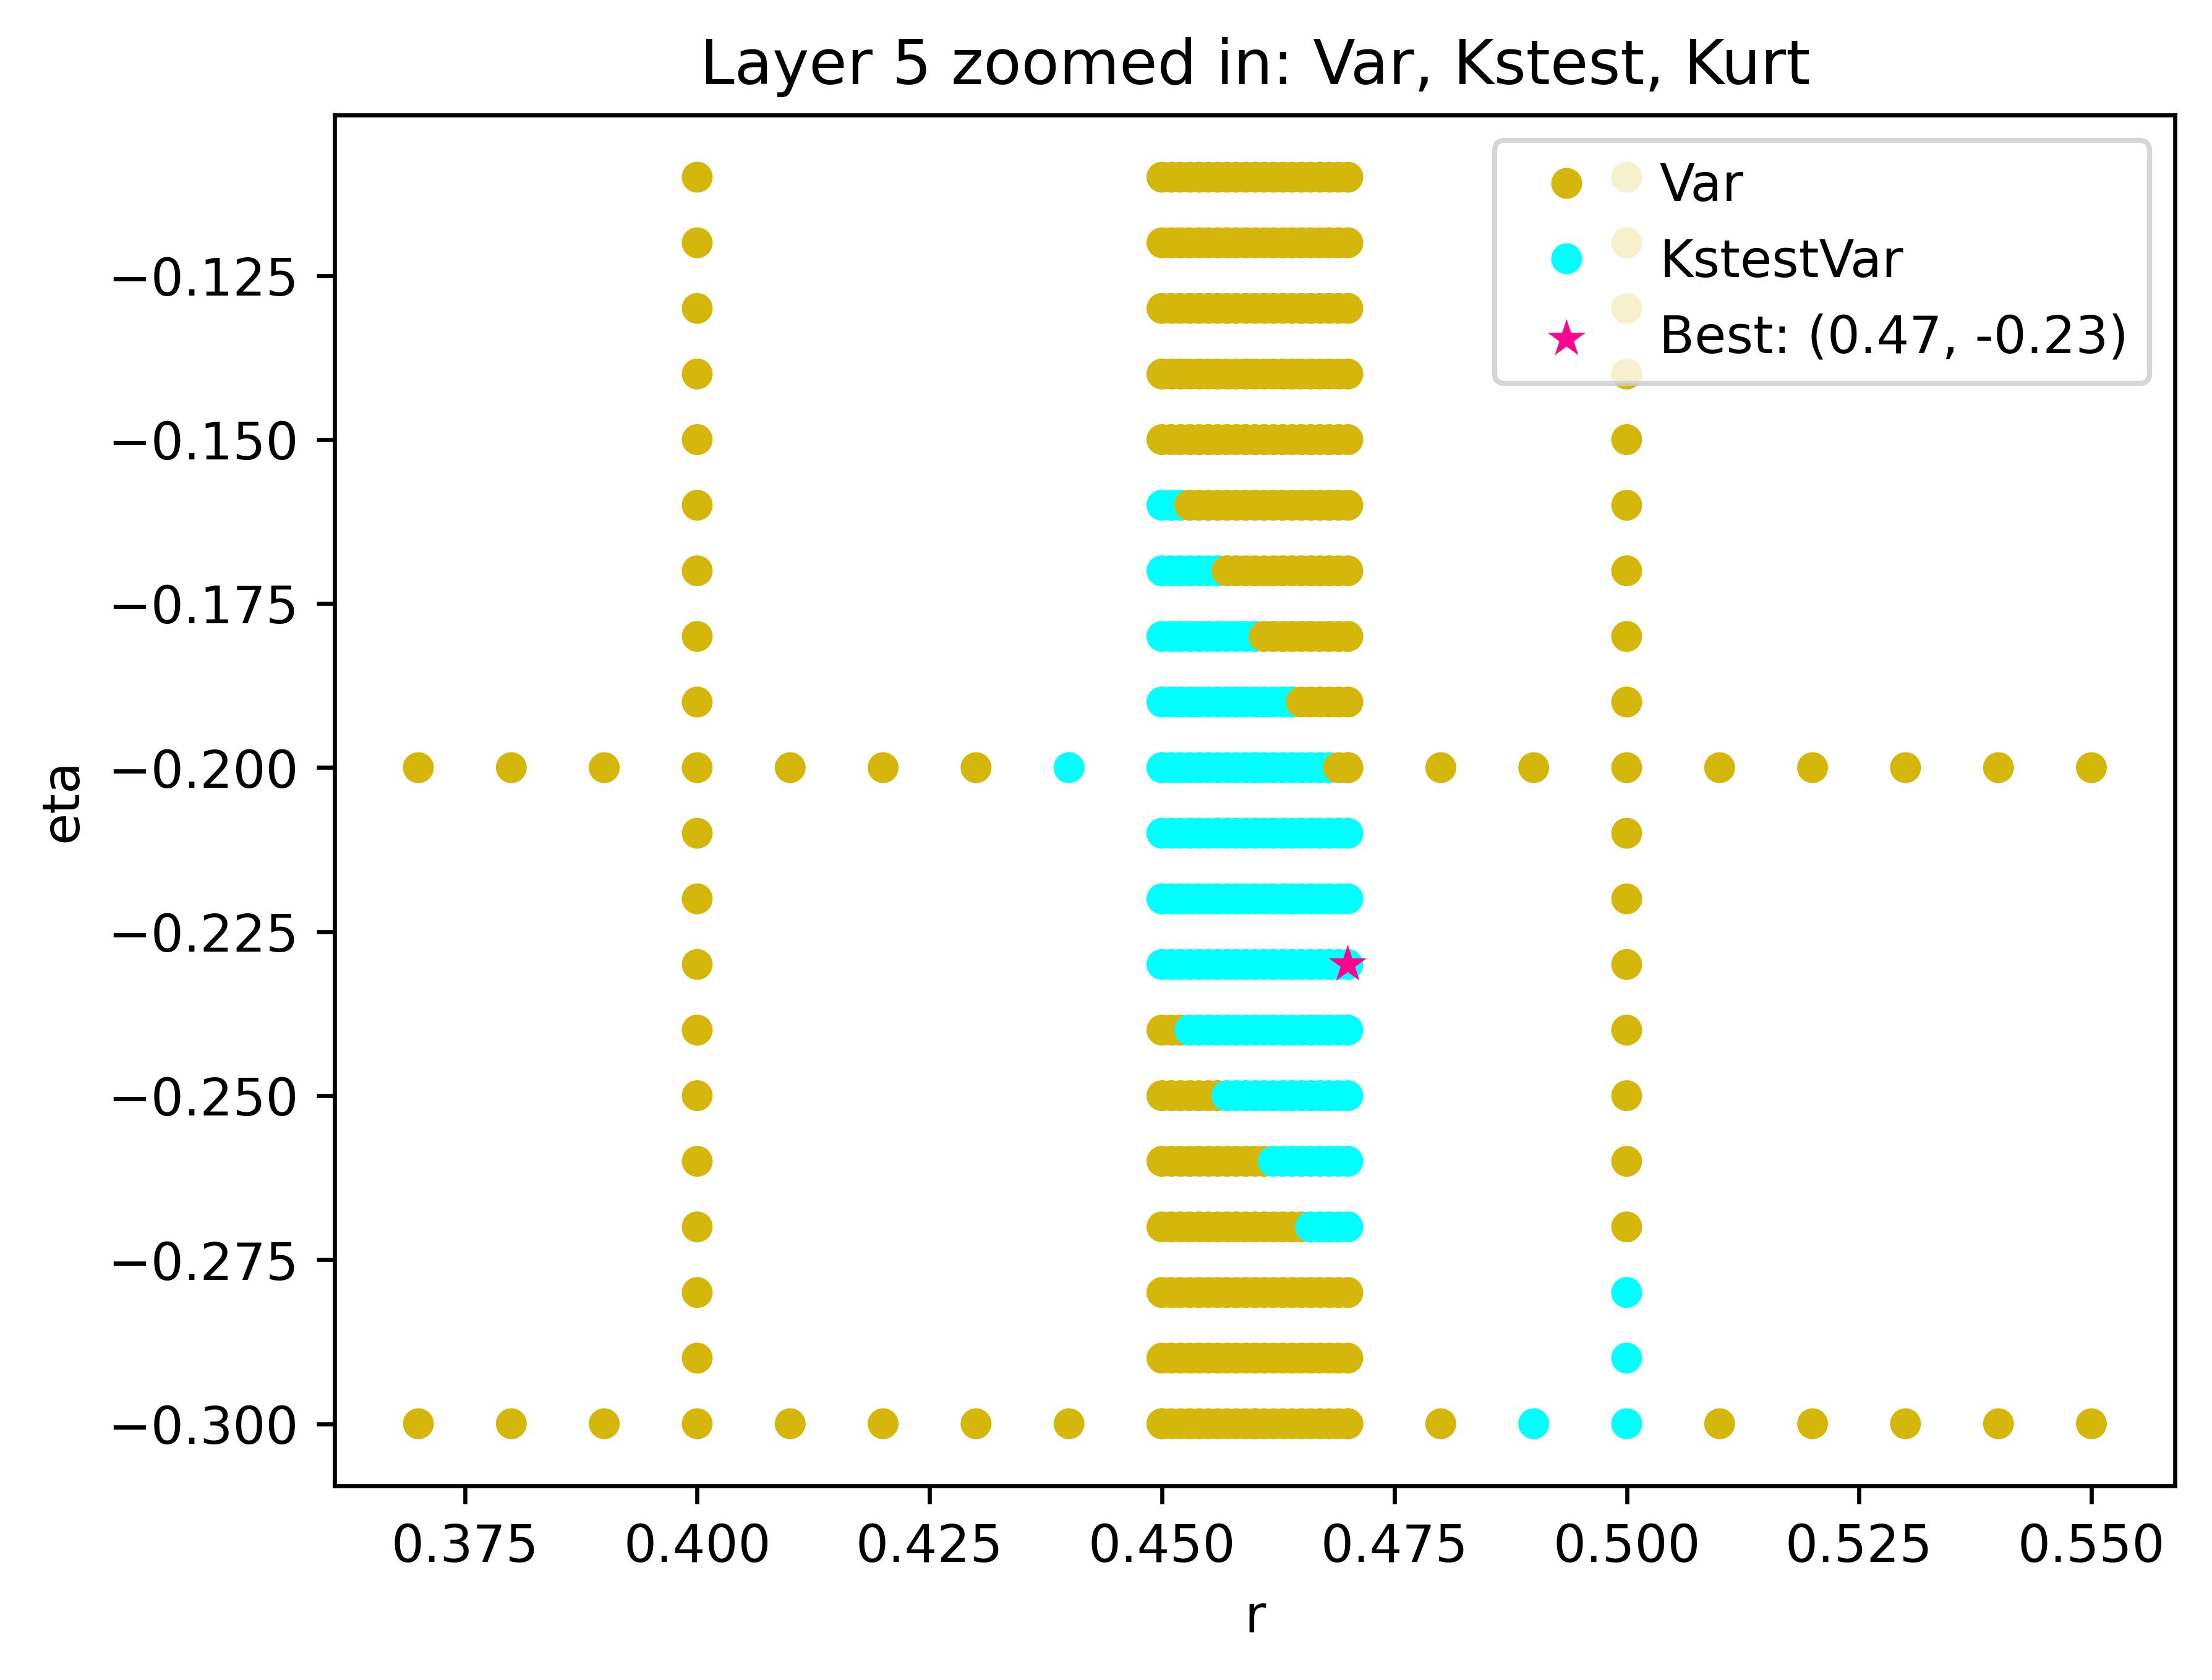 Layer 5 zoomed in: Var, Kstest, Kurt
Var
KstestVar
Best: (0.47, -0.23)
eta
−0.125
−0.150
−0.175
−0.200
−0.225
−0.250
−0.275
−0.300
0.375 0.400 0.425 0.450 0.475 0.500 0.525 0.550
r